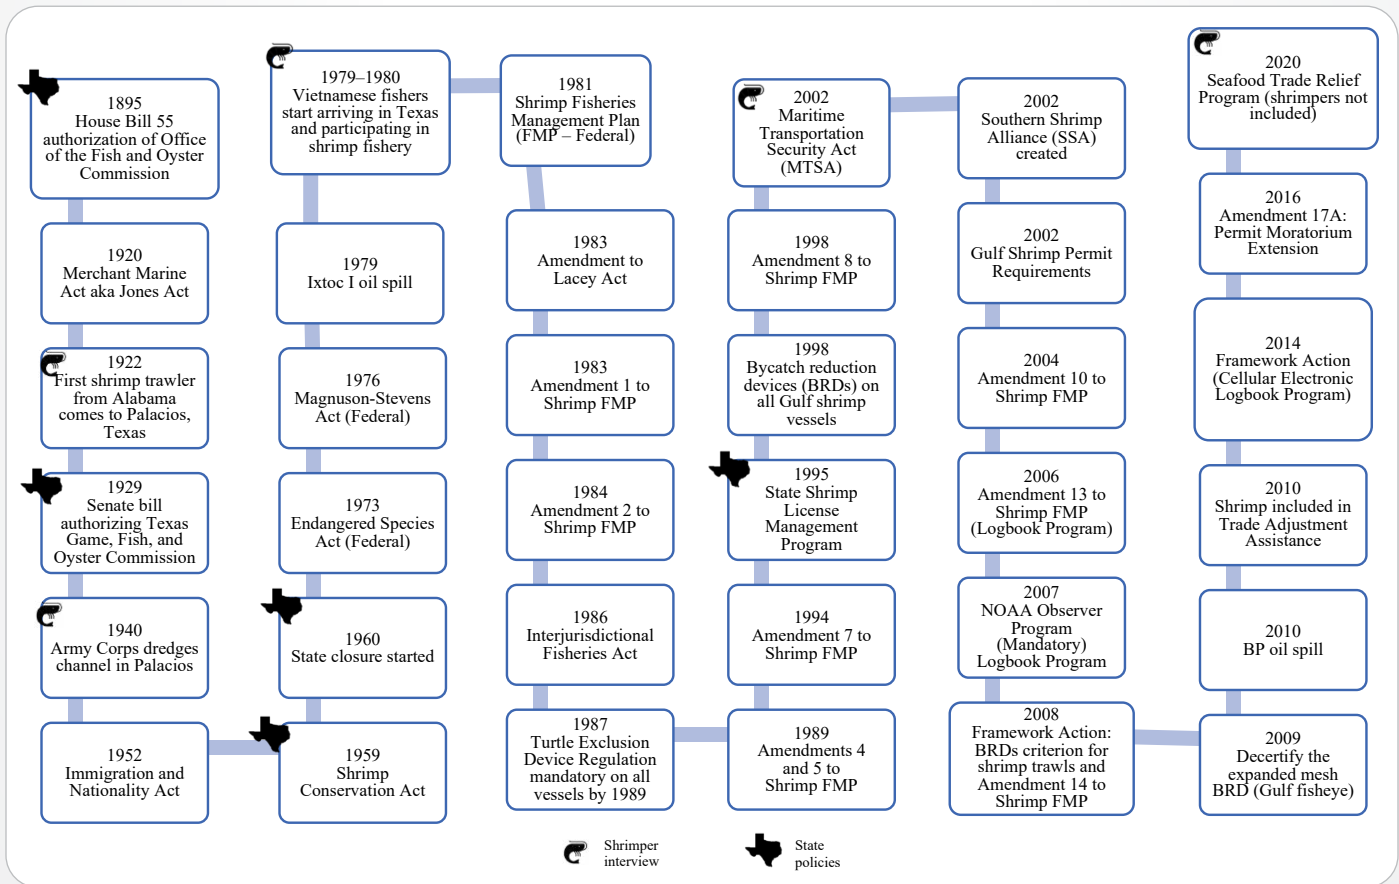 1895
House Bill 55
authorization of Office
of the Fish and Oyster
Commission
1920
Merchant Marine
Act aka Jones Act
1922
First shrimp trawler
from Alabama
comes to Palacios,
Texas
1929
Senate bill
authorizing Texas
Game, Fish, and
Oyster Commission
1940
Army Corps dredges
channel in Palacios
1952
Immigration and
Nationality Act
1959
Shrimp
Conservation Act
1960
State closure started
1973
Endangered Species
Act (Federal)
1976
Magnuson-Stevens
Act (Federal)
1979
Ixtoc I oil spill
1979–1980
Vietnamese fishers
start arriving in Texas
and participating in
shrimp fishery
1981
Shrimp Fisheries
Management Plan
(FMP – Federal)
1983
Amendment to
Lacey Act
1983
Amendment 1 to
Shrimp FMP
1984
Amendment 2 to
Shrimp FMP
1986
Interjurisdictional
Fisheries Act
1987
Turtle Exclusion
Device Regulation
mandatory on all
vessels by 1989
1989
Amendments 4
and 5 to
Shrimp FMP
1994
Amendment 7 to
Shrimp FMP
1995
State Shrimp
License
Management
Program
1998
Bycatch reduction
devices (BRDs) on
all Gulf shrimp
vessels
1998
Amendment 8 to
Shrimp FMP
2002
Maritime
Transportation
Security Act
(MTSA)
2002
Southern Shrimp
Alliance (SSA)
created
2002
Gulf Shrimp Permit
Requirements
2004
Amendment 10 to
Shrimp FMP
2006
Amendment 13 to
Shrimp FMP
(Logbook Program)
2007
NOAA Observer
Program
(Mandatory)
Logbook Program
2008
Framework Action:
BRDs criterion for
shrimp trawls and
Amendment 14 to
Shrimp FMP
2009
Decertify the
expanded mesh
BRD (Gulf fisheye)
2010
BP oil spill
2010
Shrimp included in
Trade Adjustment
Assistance
2014
Framework Action
(Cellular Electronic
Logbook Program)
2016
Amendment 17A:
Permit Moratorium
Extension
2020
Seafood Trade Relief
Program (shrimpers not
included)
Shrimper
interview
State
policies